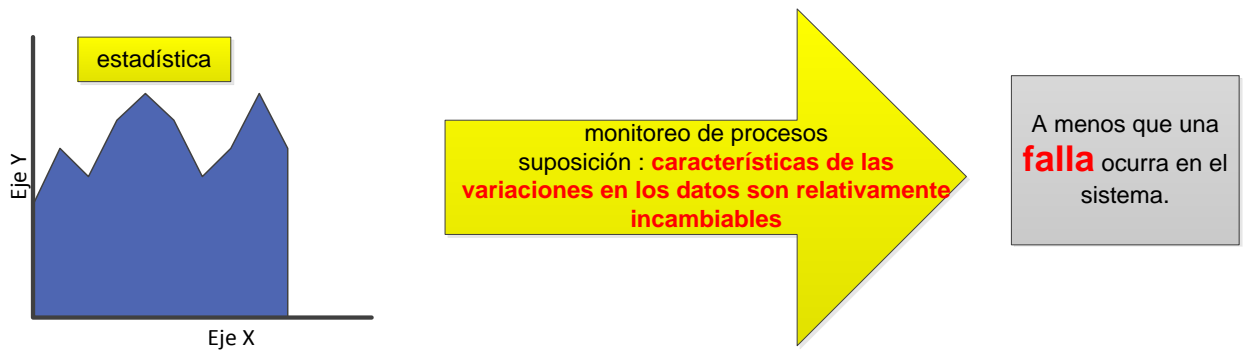 estadística
Eje Y
Eje X
monitoreo de procesos
suposición : características de las
variaciones en los datos son relativamente
incambiables
A menos que una
falla ocurra en el
sistema.